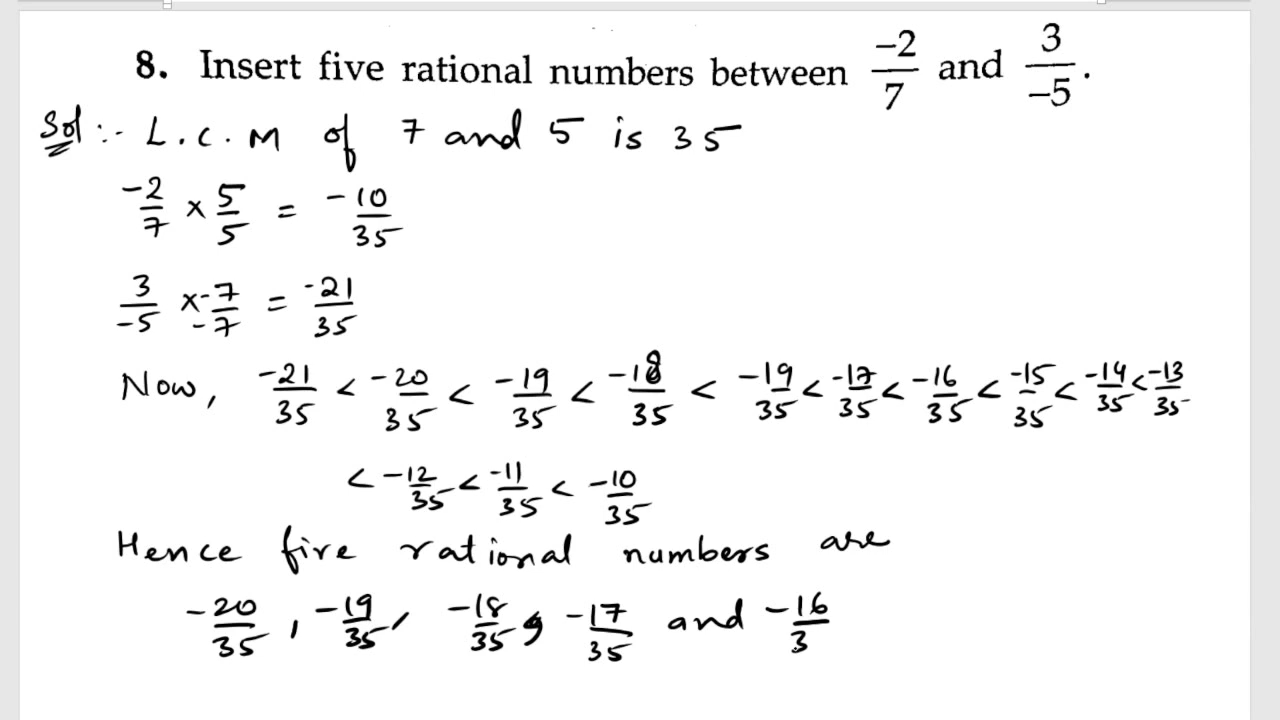 8. Insert five rational numbers between -2/7 and 3/-5.
Sol :- L.C.M of 7 and 5 is 35
-2/7 × 5/5 = -10/35
3/-5 × -7/-7 = -21/35
Now, -21/35 < -20/35 < -19/35 < -18/35 < -19/35 < -17/35 < -16/35 < -15/35 < -14/35 < -13/35
< -12/35 < -11/35 < -10/35
Hence five rational numbers are
-20/35, -19/35, -18/35, -17/35 and -16/3